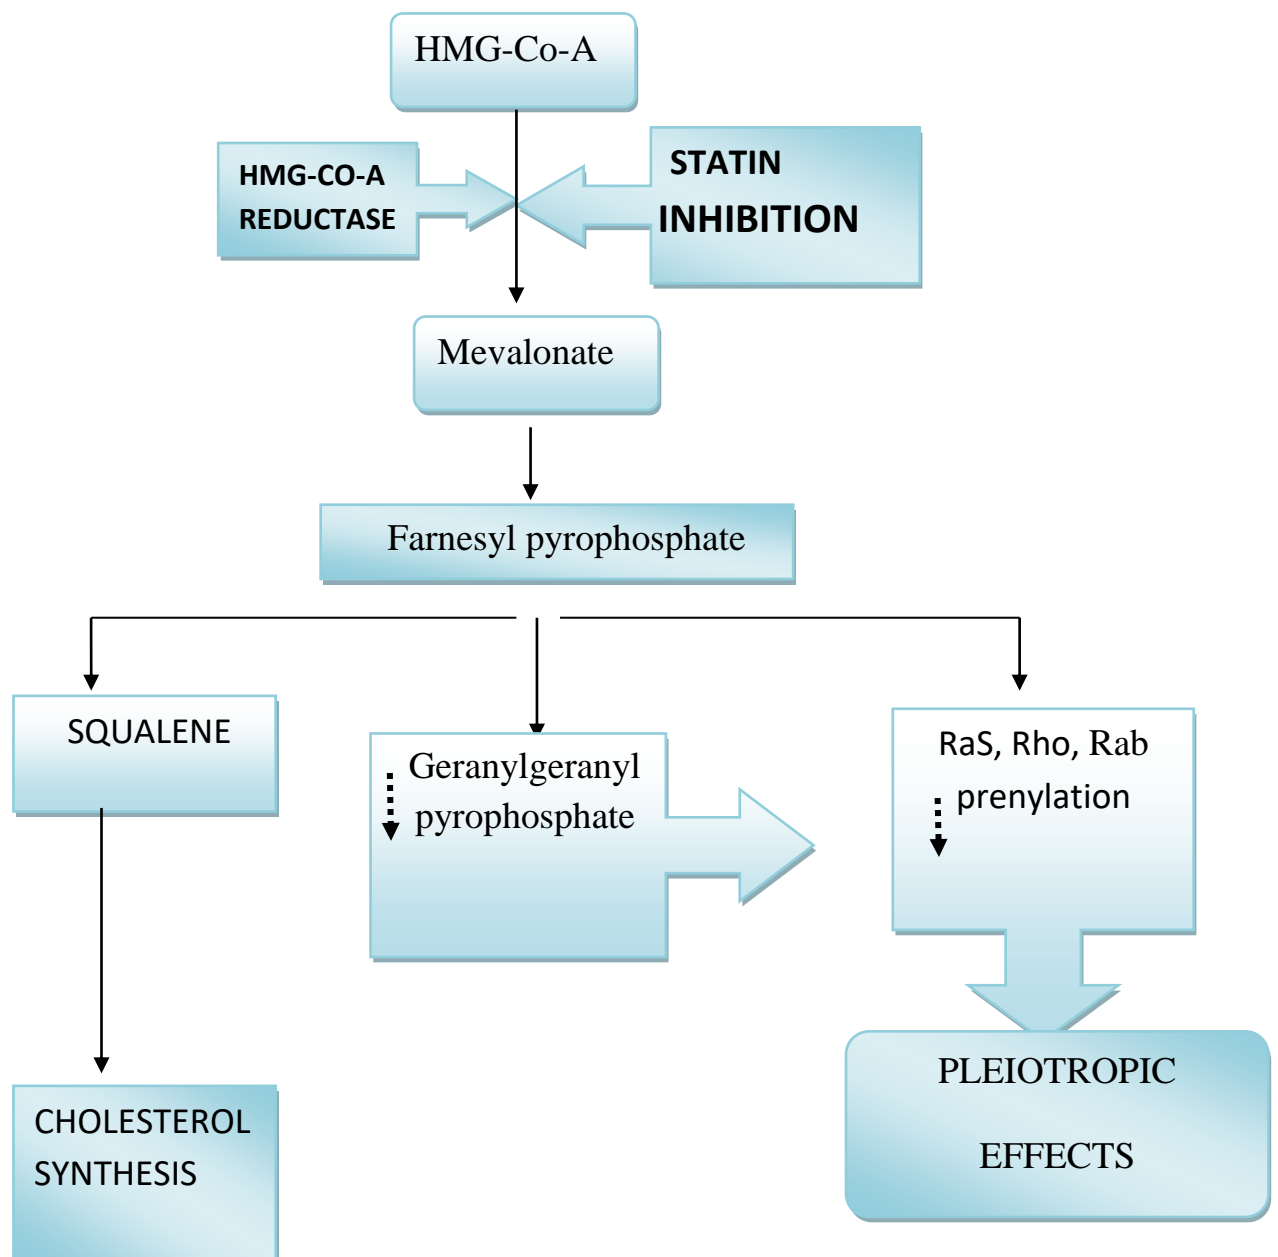 HMG-Co-A
HMG-CO-A
REDUCTASE
STATIN
INHIBITION
Mevalonate
Farnesyl pyrophosphate
SQUALENE
Geranylgeranyl
pyrophosphate
RaS, Rho, Rab
prenylation
CHOLESTEROL
SYNTHESIS
PLEIOTROPIC
EFFECTS